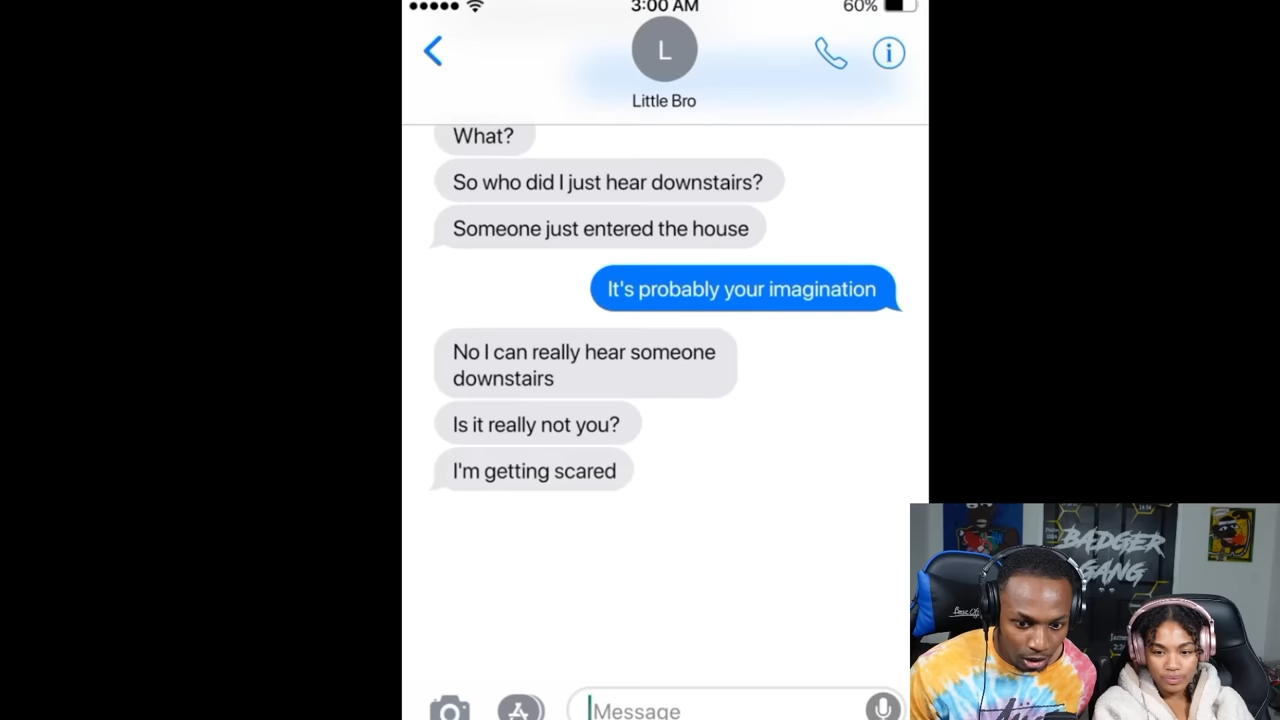 3:00 AM
60%
L
Little Bro
What?
So who did I just hear downstairs?
Someone just entered the house
It's probably your imagination
No I can really hear someone
downstairs
Is it really not you?
I'm getting scared
Message
BADGER
GANG